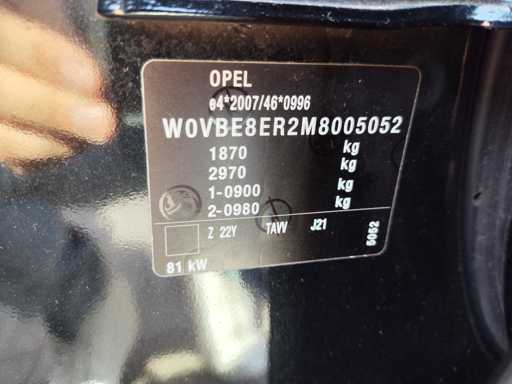 OPEL
e4*2007/46*0996
W0VBE8ER2M8005052
1870 kg
2970 kg
1-0900 kg
2-0980 kg
Z 22Y TAW J21
5052
81 kW